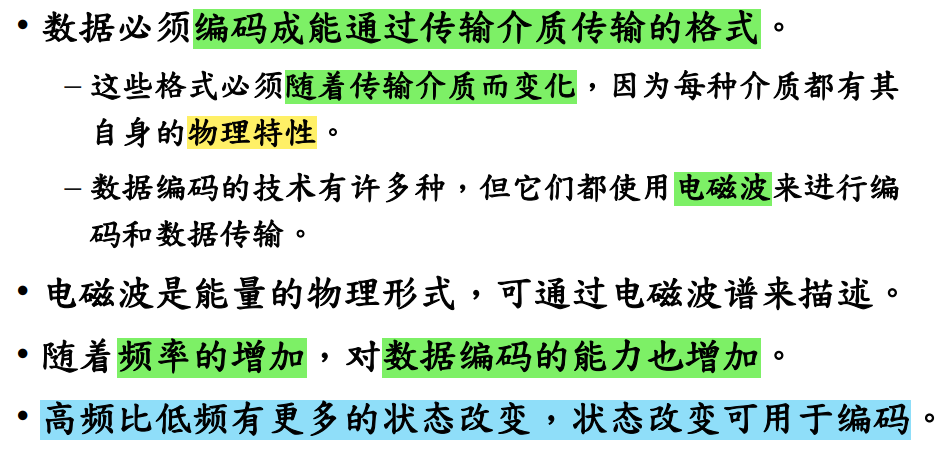 • 数据必须编码成能通过传输介质传输的格式。
– 这些格式必须随着传输介质而变化，因为每种介质都有其
自身的物理特性。
– 数据编码的技术有许多种，但它们都使用电磁波来进行编
码和数据传输。
• 电磁波是能量的物理形式，可通过电磁波谱来描述。
• 随着频率的增加，对数据编码的能力也增加。
• 高频比低频有更多的状态改变，状态改变可用于编码。